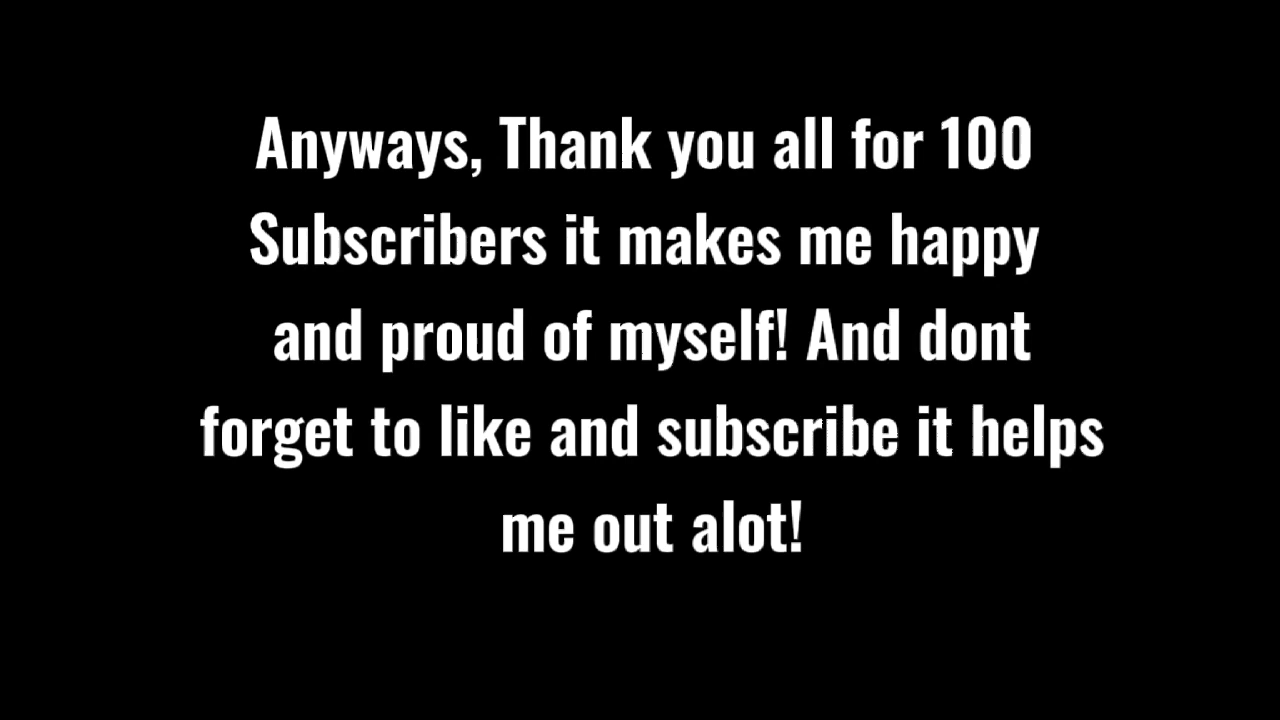 Anyways, Thank you all for 100
Subscribers it makes me happy
and proud of myself! And dont
forget to like and subscribe it helps
me out alot!